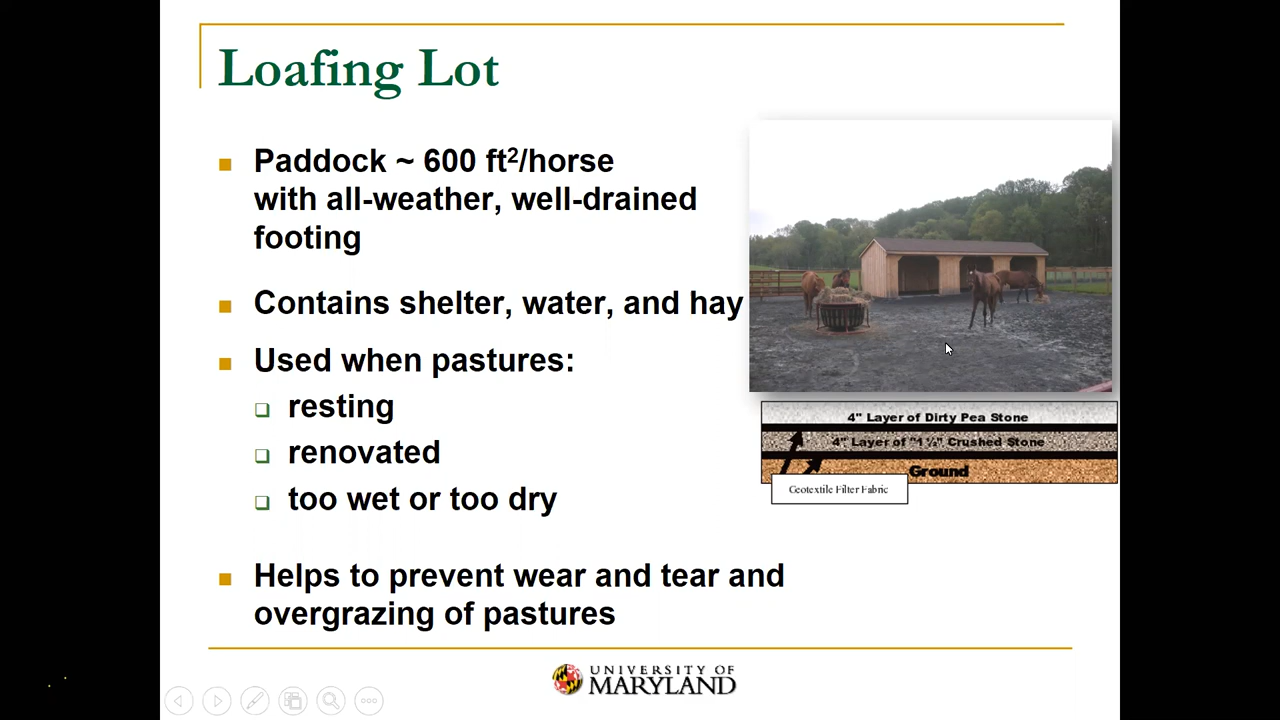 Loafing Lot
Paddock ~ 600 ft²/horse
with all-weather, well-drained
footing
Contains shelter, water, and hay
Used when pastures:
resting
renovated
too wet or too dry
Helps to prevent wear and tear and
overgrazing of pastures
4" Layer of Dirty Pea Stone
4" Layer of "1 ½" Crushed Stone
Ground
Geotextile Filter Fabric
UNIVERSITY OF
MARYLAND